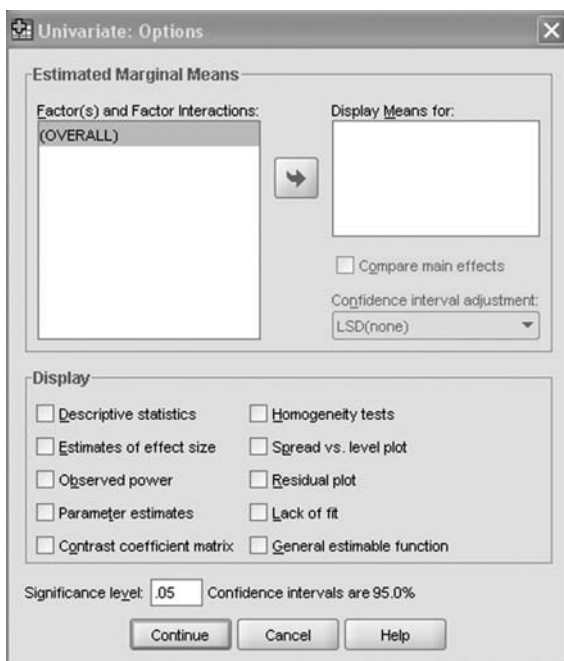 Univariate: Options
Estimated Marginal Means
Factor(s) and Factor Interactions:
(OVERALL)
Display Means for:
Compare main effects
Confidence interval adjustment:
LSD(none)
Display
Descriptive statistics
Homogeneity tests
Estimates of effect size
Spread vs. level plot
Observed power
Residual plot
Parameter estimates
Lack of fit
Contrast coefficient matrix
General estimable function
Significance level: .05 Confidence intervals are 95.0%
Continue Cancel Help